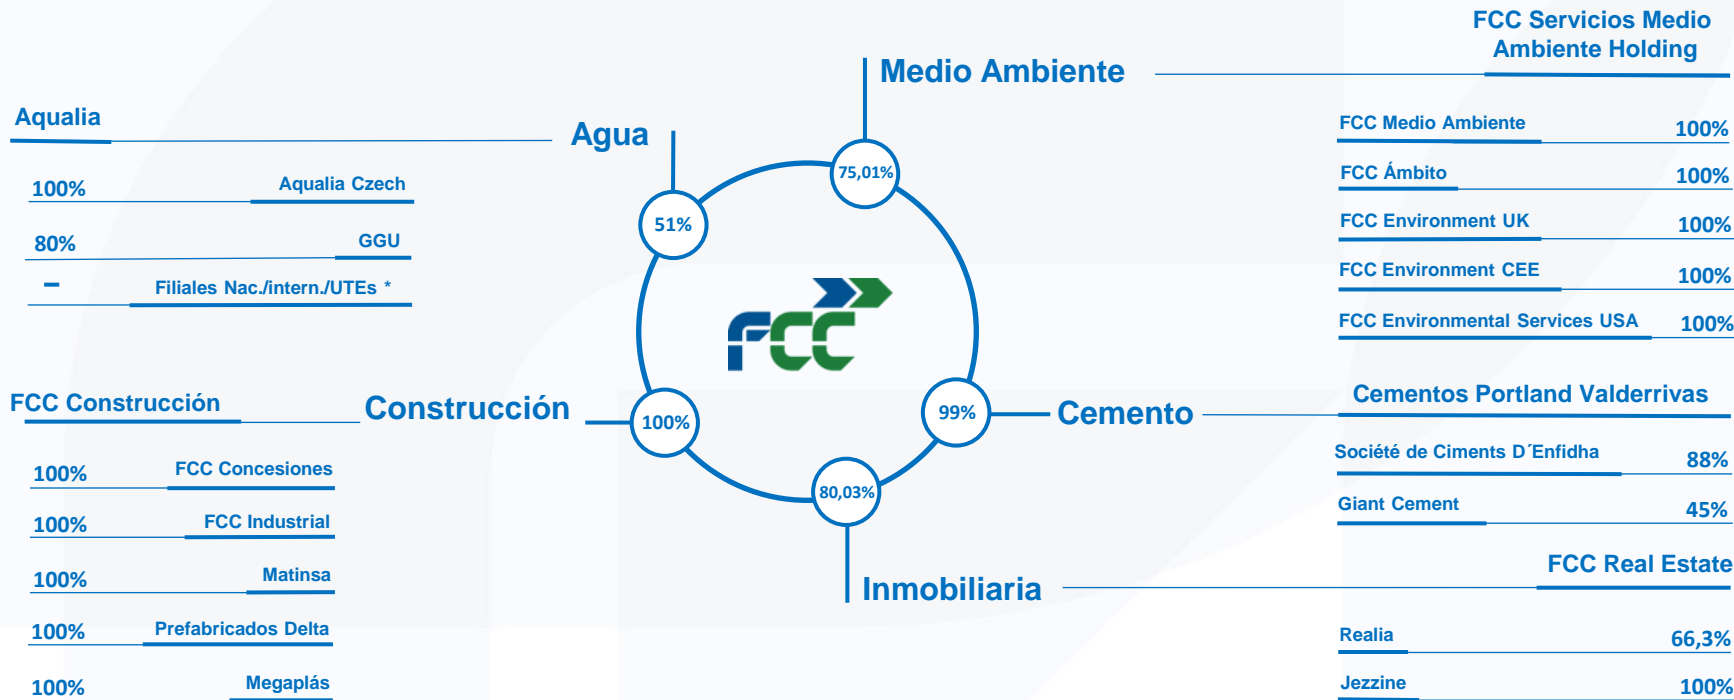 FCC Servicios Medio
Ambiente Holding
Medio Ambiente
FCC Medio Ambiente 100%
FCC Ámbito 100%
FCC Environment UK 100%
FCC Environment CEE 100%
FCC Environmental Services USA 100%
75,01%
Aqualia
Agua
51%
100% Aqualia Czech
80% GGU
- Filiales Nac./intern./UTEs *
FCC
FCC Construcción
Construcción
100%
100% FCC Concesiones
100% FCC Industrial
100% Matinsa
100% Prefabricados Delta
100% Megaplás
99%
Cemento
Cementos Portland Valderrivas
Société de Ciments D´Enfidha 88%
Giant Cement 45%
80,03%
Inmobiliaria
FCC Real Estate
Realia 66,3%
Jezzine 100%